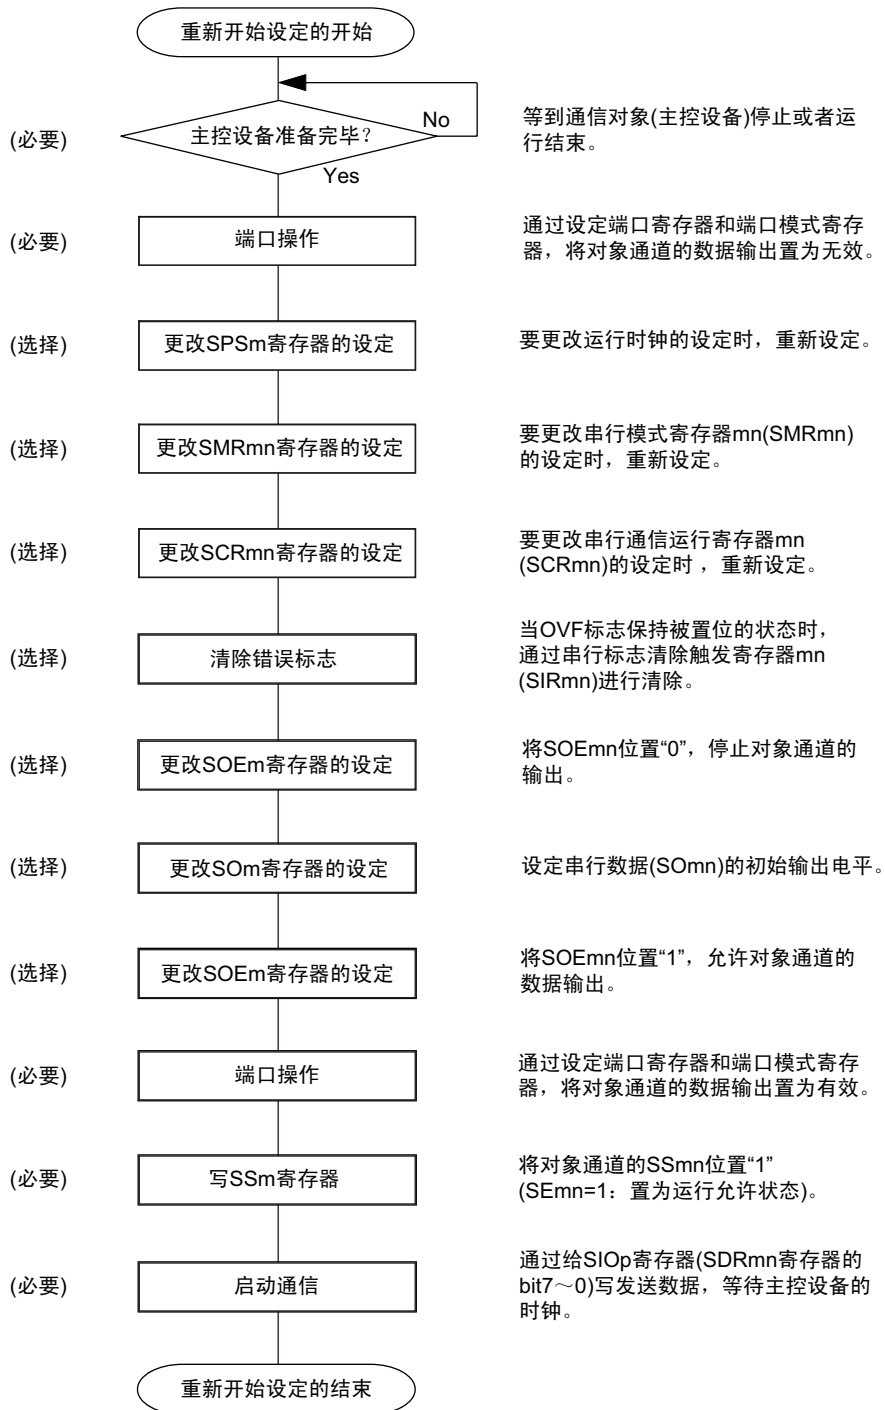 重新开始设定的开始
(必要)
主控设备准备完毕？
No
Yes
等到通信对象(主控设备)停止或者运
行结束。
(必要)
端口操作
通过设定端口寄存器和端口模式寄存
器，将对象通道的数据输出置为无效。
(选择)
更改SPSm寄存器的设定
要更改运行时钟的设定时，重新设定。
(选择)
更改SMRmn寄存器的设定
要更改串行模式寄存器mn(SMRmn)
的设定时，重新设定。
(选择)
更改SCRmn寄存器的设定
要更改串行通信运行寄存器mn
(SCRmn)的设定时 ，重新设定。
(选择)
清除错误标志
当OVF标志保持被置位的状态时，
通过串行标志清除触发寄存器mn
(SIRmn)进行清除。
(选择)
更改SOEm寄存器的设定
将SOEmn位置“0”，停止对象通道的
输出。
(选择)
更改SOm寄存器的设定
设定串行数据(SOmn)的初始输出电平。
(选择)
更改SOEm寄存器的设定
将SOEmn位置“1”，允许对象通道的
数据输出。
(必要)
端口操作
通过设定端口寄存器和端口模式寄存
器，将对象通道的数据输出置为有效。
(必要)
写SSm寄存器
将对象通道的SSmn位置“1”
(SEmn=1：置为运行允许状态)。
(必要)
启动通信
通过给SIOp寄存器(SDRmn寄存器的
bit7～0)写发送数据，等待主控设备的
时钟。
重新开始设定的结束